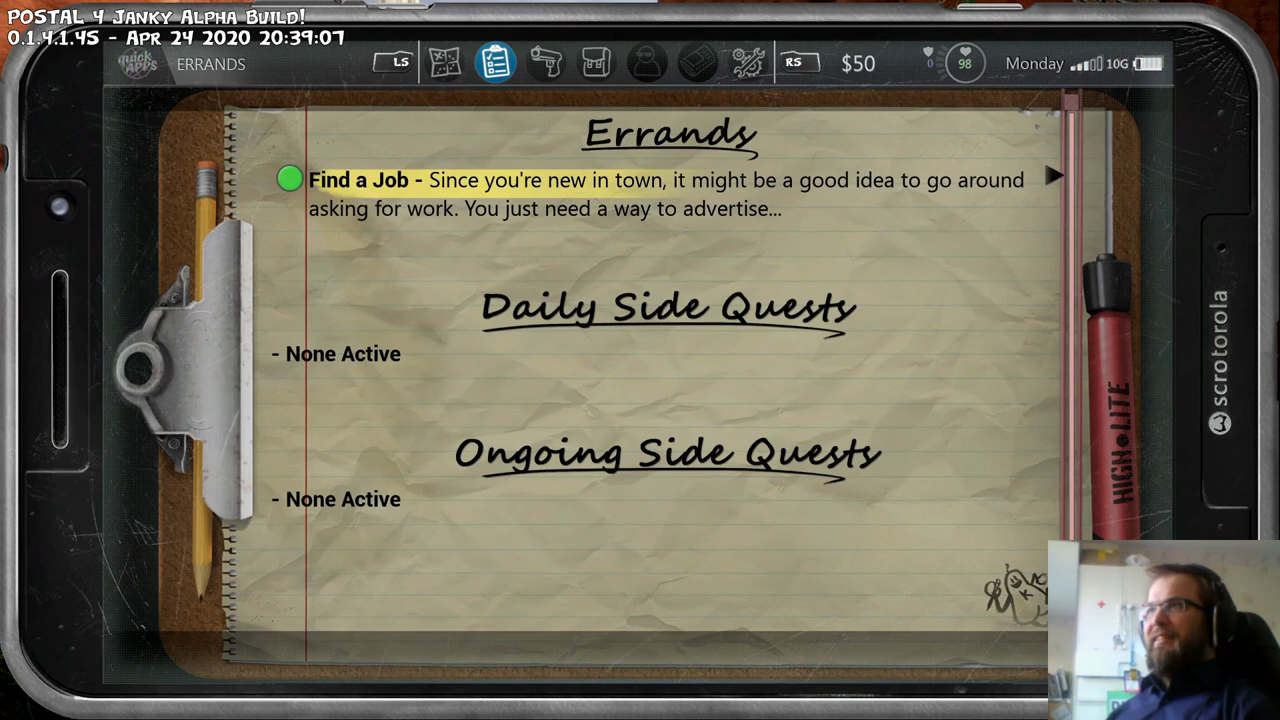 POSTAL 4 Janky Alpha Build!
0.1.4.1.45 - Apr 24 2020 20:39:07
QUICK APPS ERRANDS LS RS $50 0 98 Monday 10G
Errands
Find a Job - Since you're new in town, it might be a good idea to go around
asking for work. You just need a way to advertise...
Daily Side Quests
- None Active
Ongoing Side Quests
- None Active
scrotorola
HIGH LITE